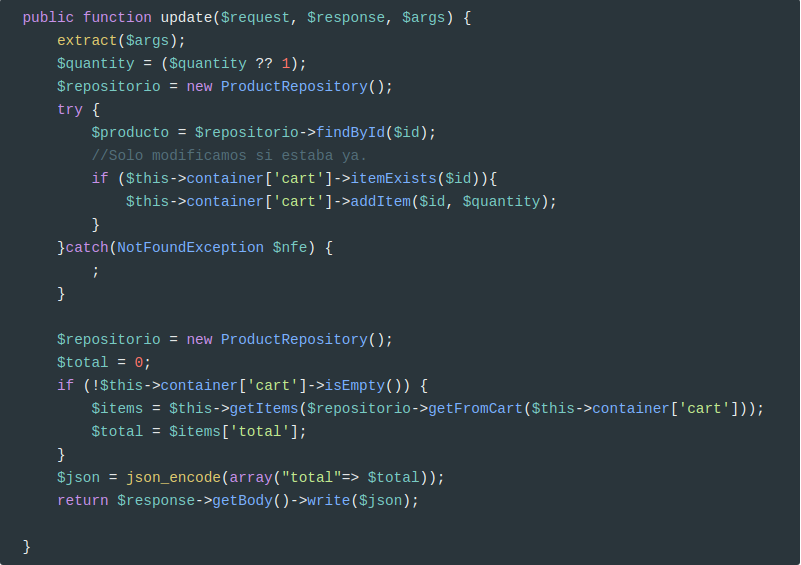 public function update($request, $response, $args) {
    extract($args);
    $quantity = ($quantity ?? 1);
    $repositorio = new ProductRepository();
    try {
        $producto = $repositorio->findById($id);
        //Solo modificamos si estaba ya.
        if ($this->container['cart']->itemExists($id)){
            $this->container['cart']->addItem($id, $quantity);
        }
    }catch(NotFoundException $nfe) {
        ;
    }

    $repositorio = new ProductRepository();
    $total = 0;
    if (!$this->container['cart']->isEmpty()) {
        $items = $this->getItems($repositorio->getFromCart($this->container['cart']));
        $total = $items['total'];
    }
    $json = json_encode(array("total"=> $total));
    return $response->getBody()->write($json);

}